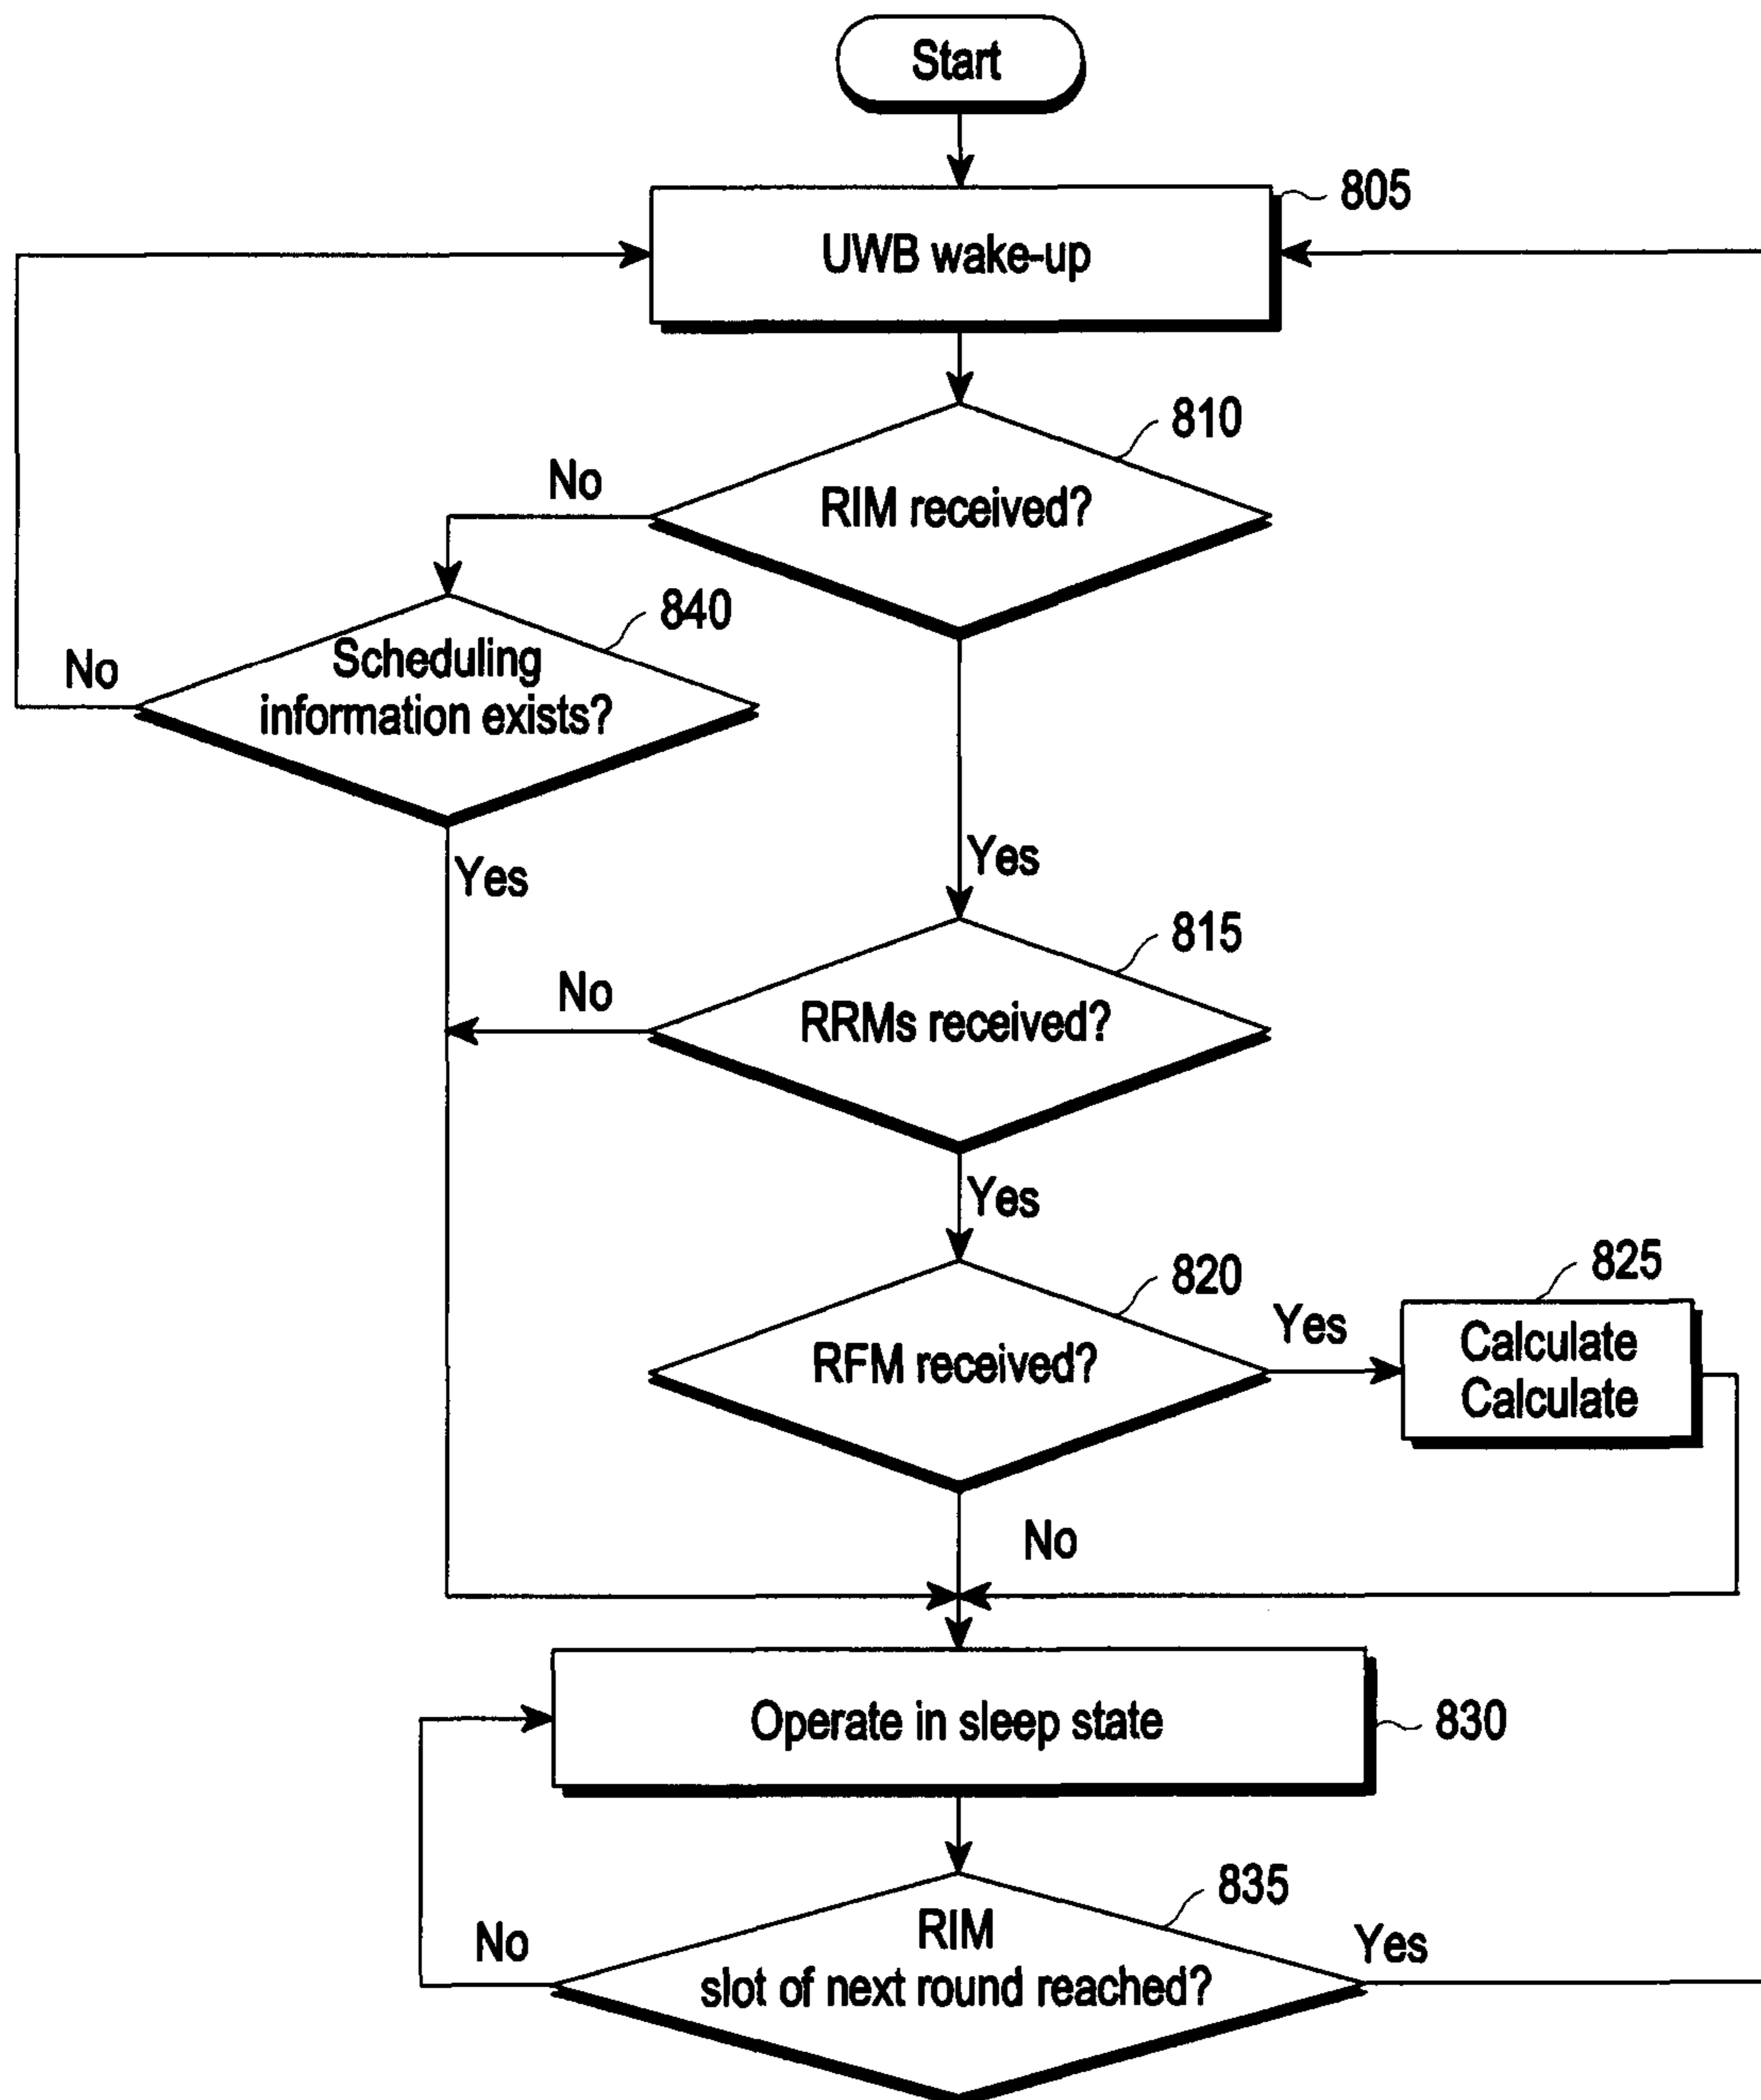 Start
805
UWB wake-up
810
No
RIM received?
840
No
Scheduling
information exists?
Yes
Yes
815
No
RRMs received?
Yes
820
825
RFM received?
Yes
Calculate
Calculate
No
Operate in sleep state
830
835
No
RIM
slot of next round reached?
Yes